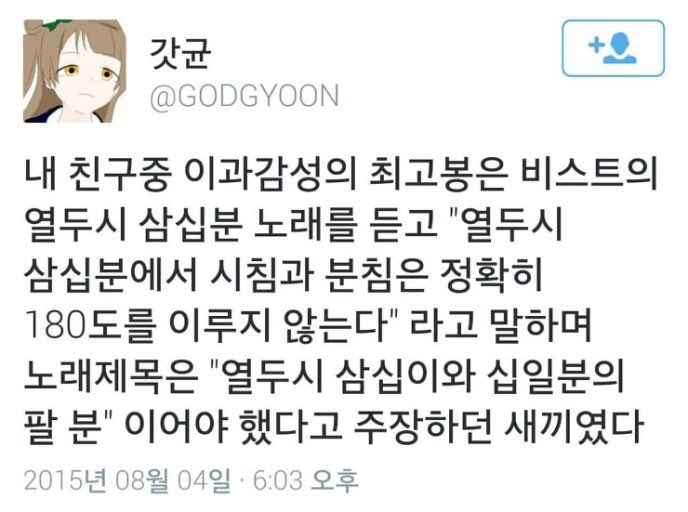 갓균
@GODGYOON
내 친구중 이과감성의 최고봉은 비스트의
열두시 삼십분 노래를 듣고 "열두시
삼십분에서 시침과 분침은 정확히
180도를 이루지 않는다" 라고 말하며
노래제목은 "열두시 삼십이와 십일분의
팔 분" 이어야 했다고 주장하던 새끼였다
2015년 08월 04일 · 6:03 오후